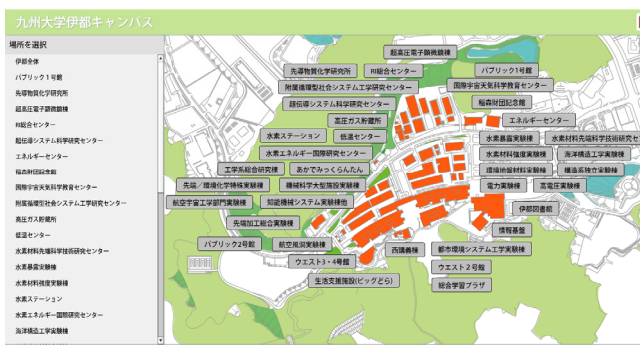 九州大学伊都キャンパス
場所を選択
伊都全体
パブリック1号館
先導物質化学研究所
超高圧電子顕微鏡棟
RI総合センター
超伝導システム科学研究センター
エネルギーセンター
稲森財団記念館
国際宇宙天気科学教育センター
附属循環型社会システム工学研究センター
高圧ガス貯蔵所
低温センター
水素材料先端科学技術研究センター
水素暴露実験棟
水素材料強度実験棟
水素ステーション
水素エネルギー国際研究センター
海洋構造工学実験棟
超高圧電子顕微鏡棟
先導物質化学研究所
RI総合センター
パブリック1号館
附属循環型社会システム工学研究センター
国際宇宙天気科学教育センター
超伝導システム科学研究センター
稲森財団記念館
高圧ガス貯蔵所
エネルギーセンター
水素ステーション
低温センター
水素暴露実験棟
水素材料先端科学技術研究セ
水素エネルギー国際研究センター
水素材料強度実験棟
海洋構造工学実験棟
工学系総合研究棟
あかでみっくらんたん
環境地盤材料実験棟
構造系独立実験棟
先端／環境化学特殊実験棟
機械科学大型施設実験棟
電力実験棟
高電圧実験棟
航空宇宙工学部門実験棟
知能機械システム実験棟他
伊都図書館
先端加工総合実験棟
情報基盤
パブリック2号館
航空風洞実験棟
西講義棟
都市環境システム工学実験棟
ウエスト3・4号館
ウエスト2号館
生活支援施設(ビッグどら)
総合学習プラザ